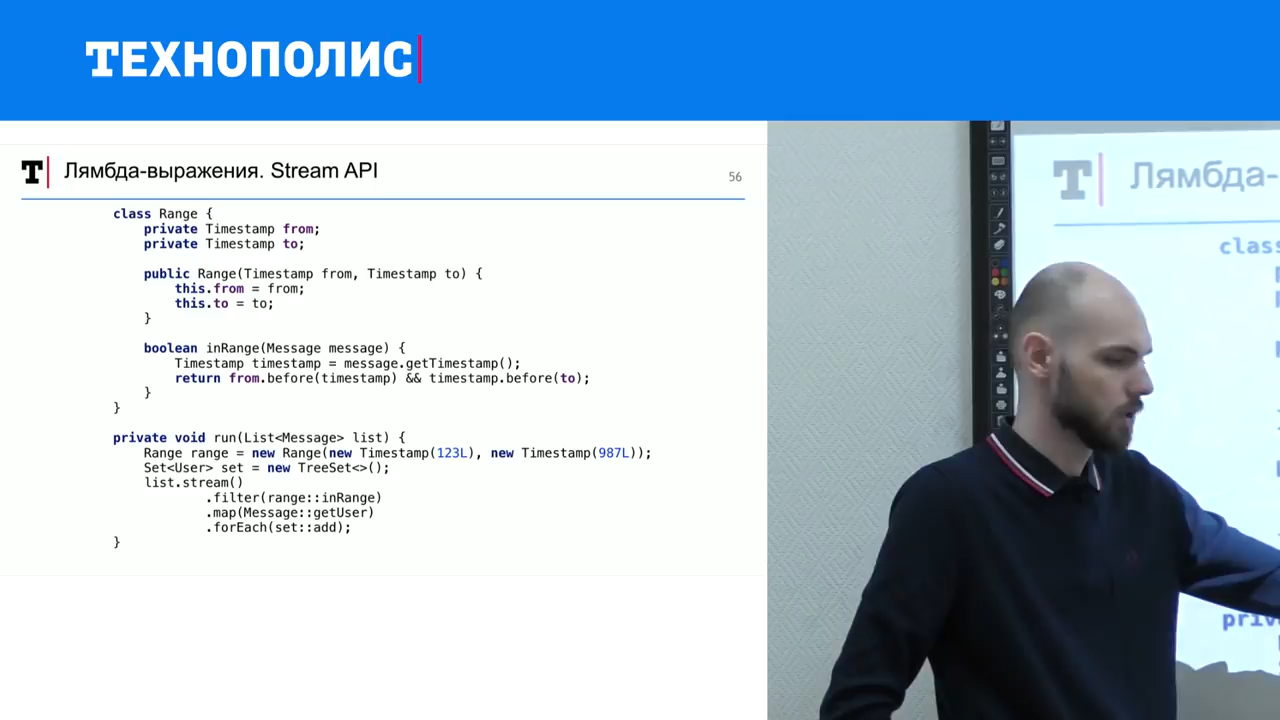 ТЕХНОПОЛИС
Т Лямбда-выражения. Stream API
56
class Range {
private Timestamp from;
private Timestamp to;
public Range(Timestamp from, Timestamp to) {
this.from = from;
this.to = to;
}
boolean inRange(Message message) {
Timestamp timestamp = message.getTimestamp();
return from.before(timestamp) && timestamp.before(to);
}
}
private void run(List<Message> list) {
Range range = new Range(new Timestamp(123L), new Timestamp(987L));
Set<User> set = new TreeSet<>();
list.stream()
.filter(range::inRange)
.map(Message::getUser)
.forEach(set::add);
}
Т Лямбда-
class
priv